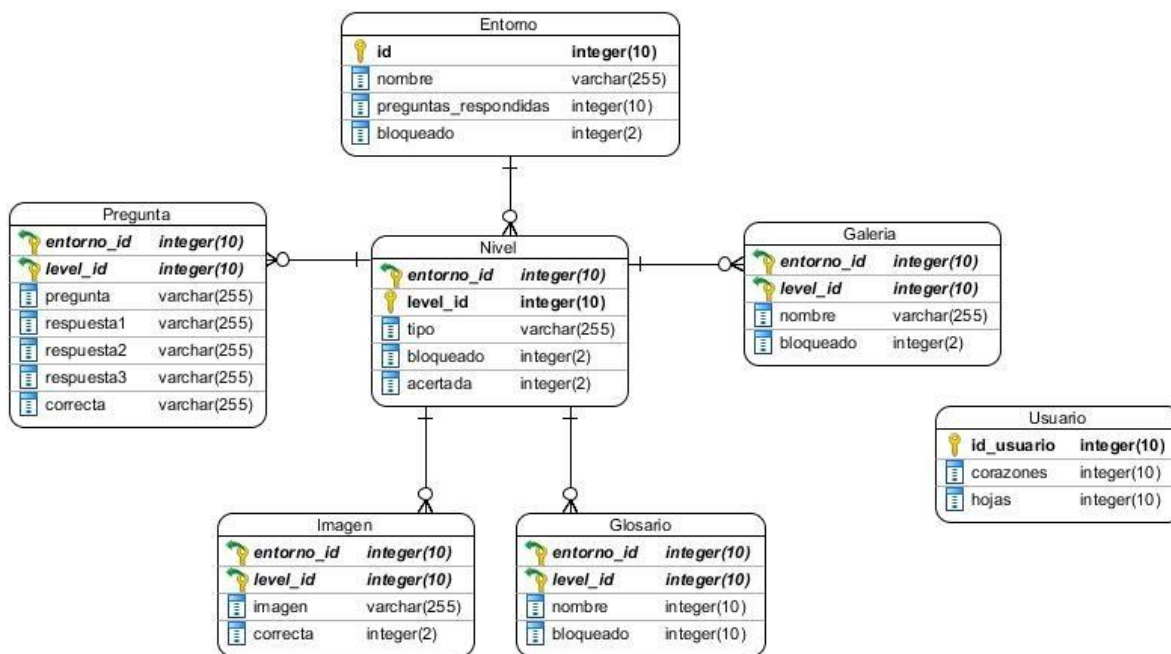 Entorno
id integer(10)
nombre varchar(255)
preguntas_respondidas integer(10)
bloqueado integer(2)
Pregunta
entorno_id integer(10)
level_id integer(10)
pregunta varchar(255)
respuesta1 varchar(255)
respuesta2 varchar(255)
respuesta3 varchar(255)
correcta varchar(255)
Nivel
entorno_id integer(10)
level_id integer(10)
tipo varchar(255)
bloqueado integer(2)
acertada integer(2)
Galeria
entorno_id integer(10)
level_id integer(10)
nombre varchar(255)
bloqueado integer(2)
Usuario
id_usuario integer(10)
corazones integer(10)
hojas integer(10)
Imagen
entorno_id integer(10)
level_id integer(10)
imagen varchar(255)
correcta integer(2)
Glosario
entorno_id integer(10)
level_id integer(10)
nombre integer(10)
bloqueado integer(10)